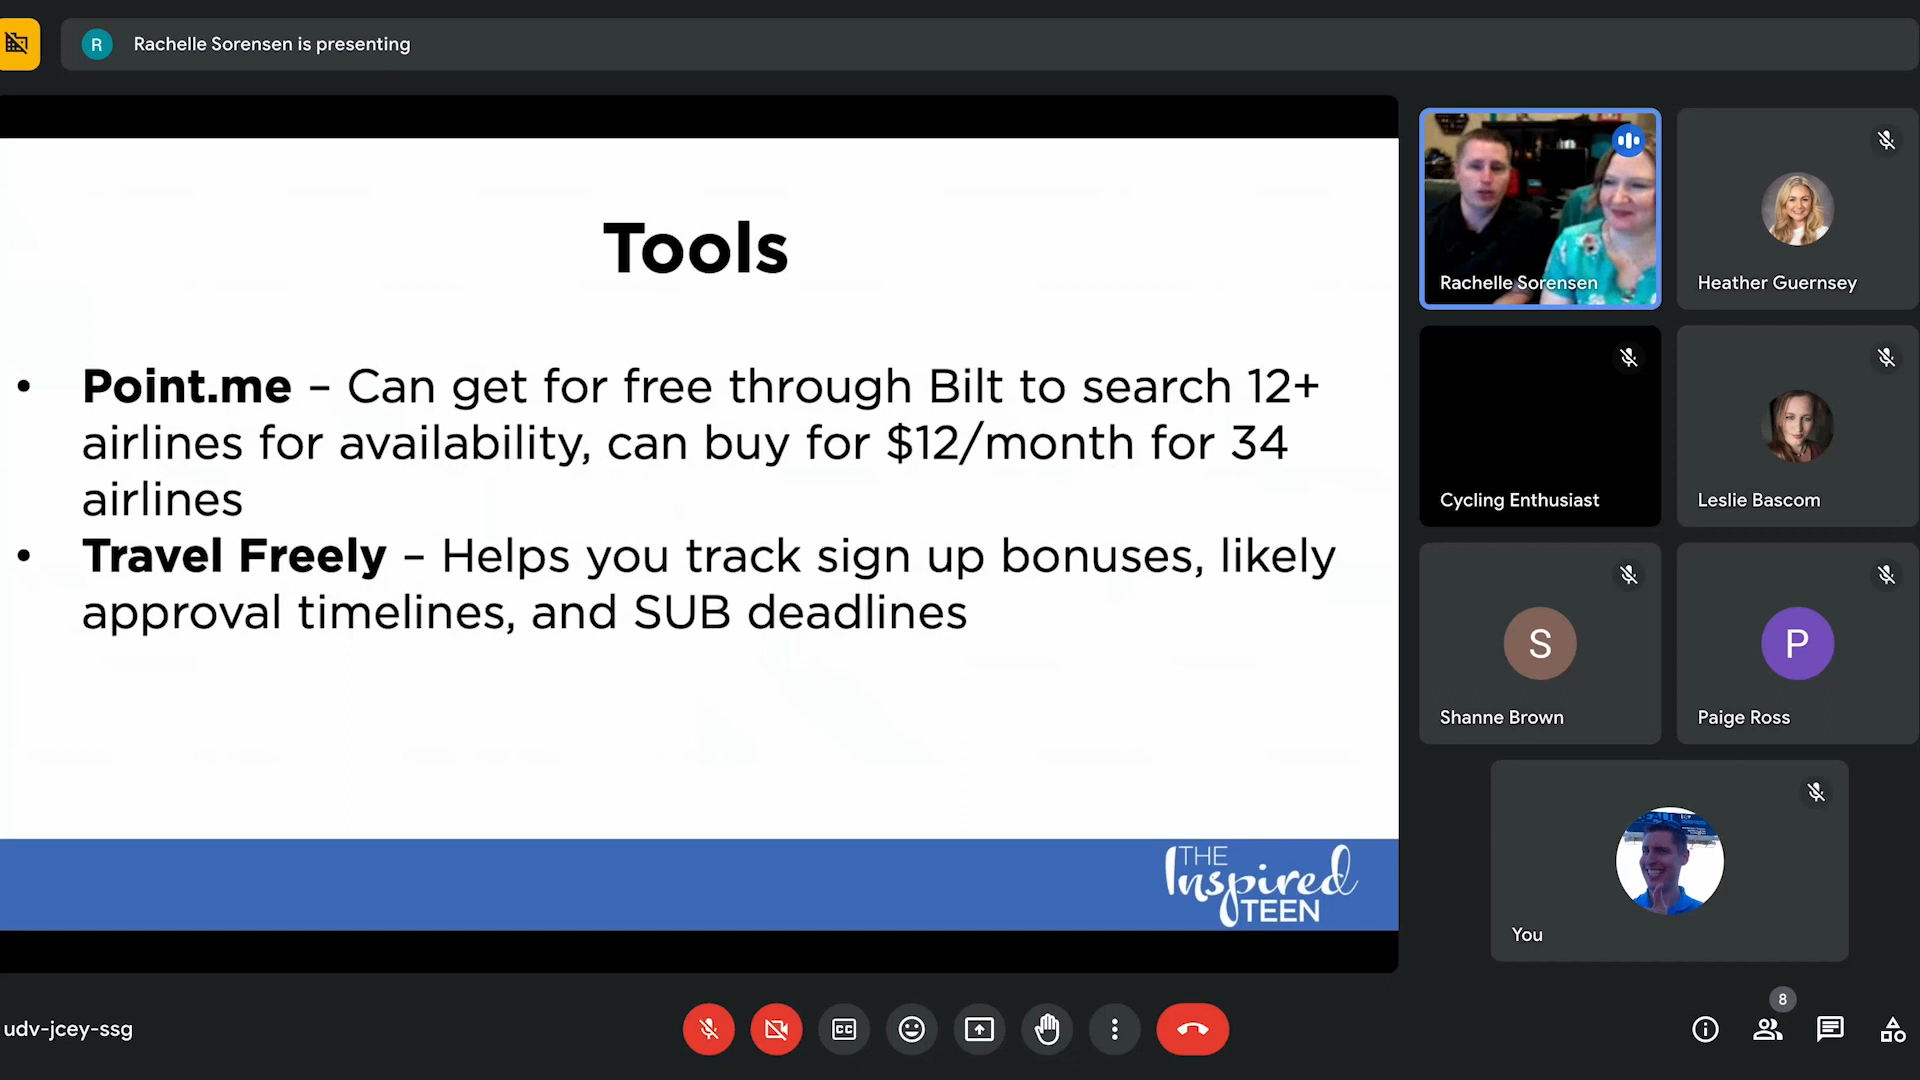 R Rachelle Sorensen is presenting
Tools
• Point.me – Can get for free through Bilt to search 12+
airlines for availability, can buy for $12/month for 34
airlines
• Travel Freely – Helps you track sign up bonuses, likely
approval timelines, and SUB deadlines
THE
Inspired
TEEN
Rachelle Sorensen
Heather Guernsey
Cycling Enthusiast
Leslie Bascom
S
Shanne Brown
P
Paige Ross
You
udv-jcey-ssg
CC
8